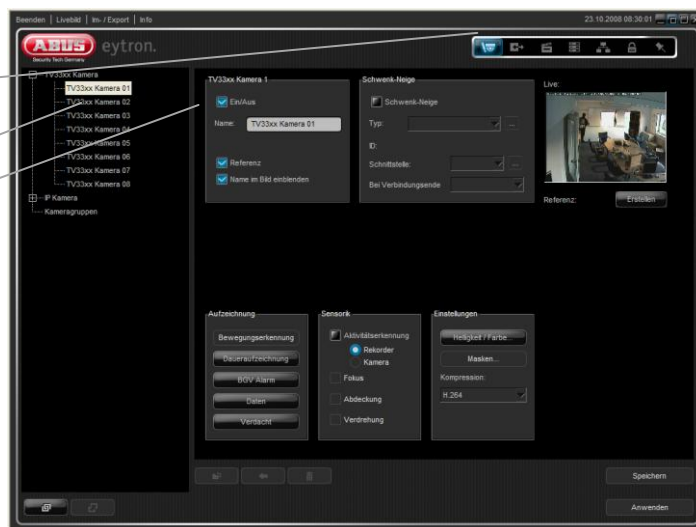 Beenden | Livebild | Im- / Export | Info
23.10.2008 08:30:01
ABUS
Security Tech Germany
eytron.
TV33xx Kamera
TV33xx Kamera 01
TV33xx Kamera 02
TV33xx Kamera 03
TV33xx Kamera 04
TV33xx Kamera 05
TV33xx Kamera 06
TV33xx Kamera 07
TV33xx Kamera 08
IP Kamera
Kameragruppen
TV33xx Kamera 1
Ein/Aus
Name: TV33xx Kamera 01
Referenz
Name im Bild einblenden
Schwenk-Neige
Schwenk-Neige
Typ: ...
ID:
Schnittstelle: ...
Bei Verbindungsende
Live:
Referenz: Erstellen
Aufzeichnung
Bewegungserkennung
Daueraufzeichnung
BGV Alarm
Daten
Verdacht
Sensorik
Aktivitätserkennung
Rekorder
Kamera
Fokus
Abdeckung
Verdrehung
Einstellungen
Helligkeit / Farbe...
Masken...
Kompression:
H.264
Speichern
Anwenden